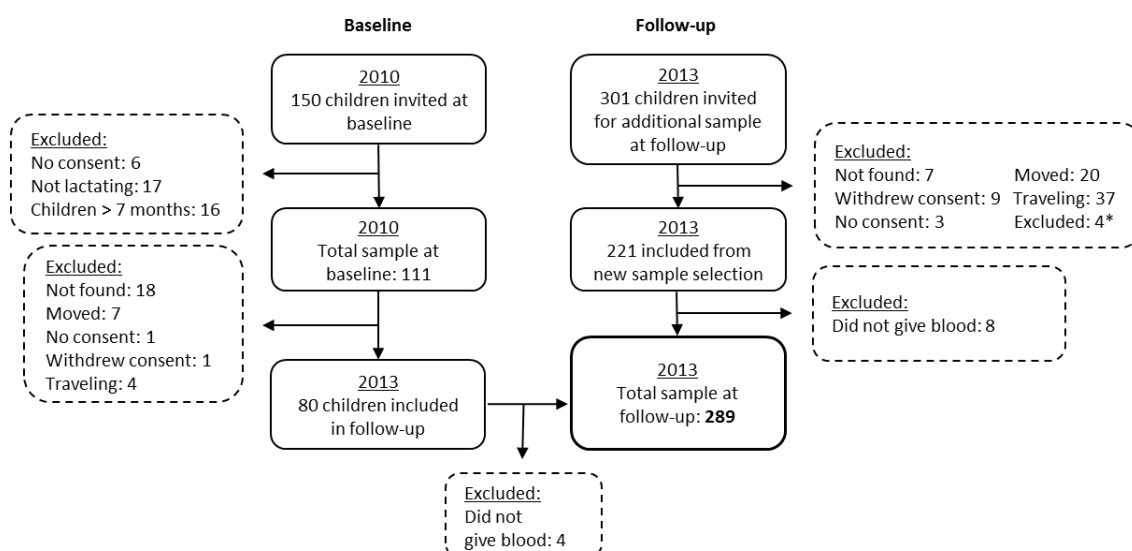 Baseline
Follow-up
2010
150 children invited at
baseline
2013
301 children invited
for additional sample
at follow-up
Excluded:
No consent: 6
Not lactating: 17
Children > 7 months: 16
Excluded:
Not found: 7 Moved: 20
Withdrew consent: 9 Traveling: 37
No consent: 3 Excluded: 4*
2010
Total sample at
baseline: 111
2013
221 included from
new sample selection
Excluded:
Not found: 18
Moved: 7
No consent: 1
Withdrew consent: 1
Traveling: 4
Excluded:
Did not give blood: 8
2013
80 children included
in follow-up
2013
Total sample at
follow-up: 289
Excluded:
Did not
give blood: 4